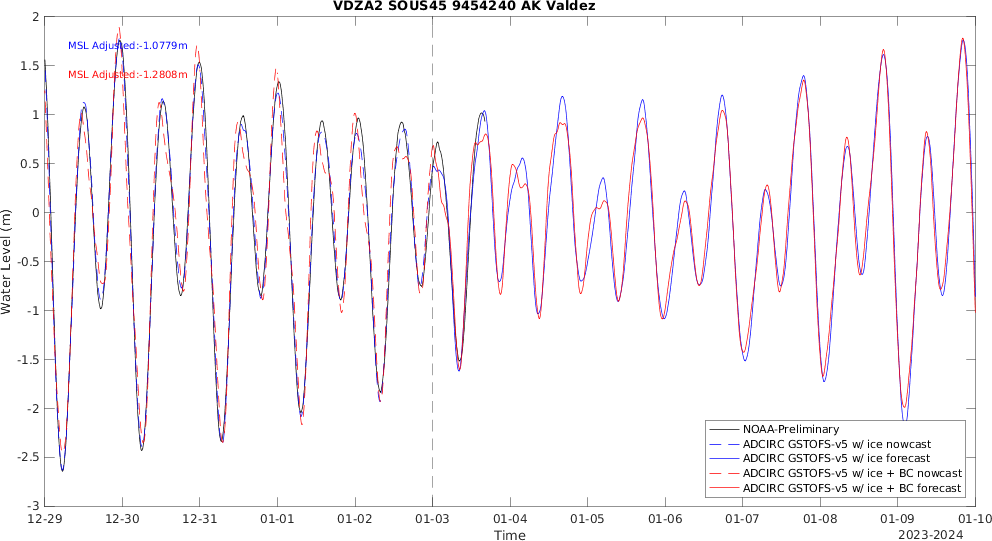 VDZA2 SOUS45 9454240 AK Valdez
MSL Adjusted:-1.0779m
MSL Adjusted:-1.2808m
Water Level (m)
2
1.5
1
0.5
0
-0.5
-1
-1.5
-2
-2.5
-3
NOAA-Preliminary
ADCIRC GSTOFS-v5 w/ ice nowcast
ADCIRC GSTOFS-v5 w/ ice forecast
ADCIRC GSTOFS-v5 w/ ice + BC nowcast
ADCIRC GSTOFS-v5 w/ ice + BC forecast
12-29 12-30 12-31 01-01 01-02 01-03 01-04 01-05 01-06 01-07 01-08 01-09 01-10
Time
2023-2024